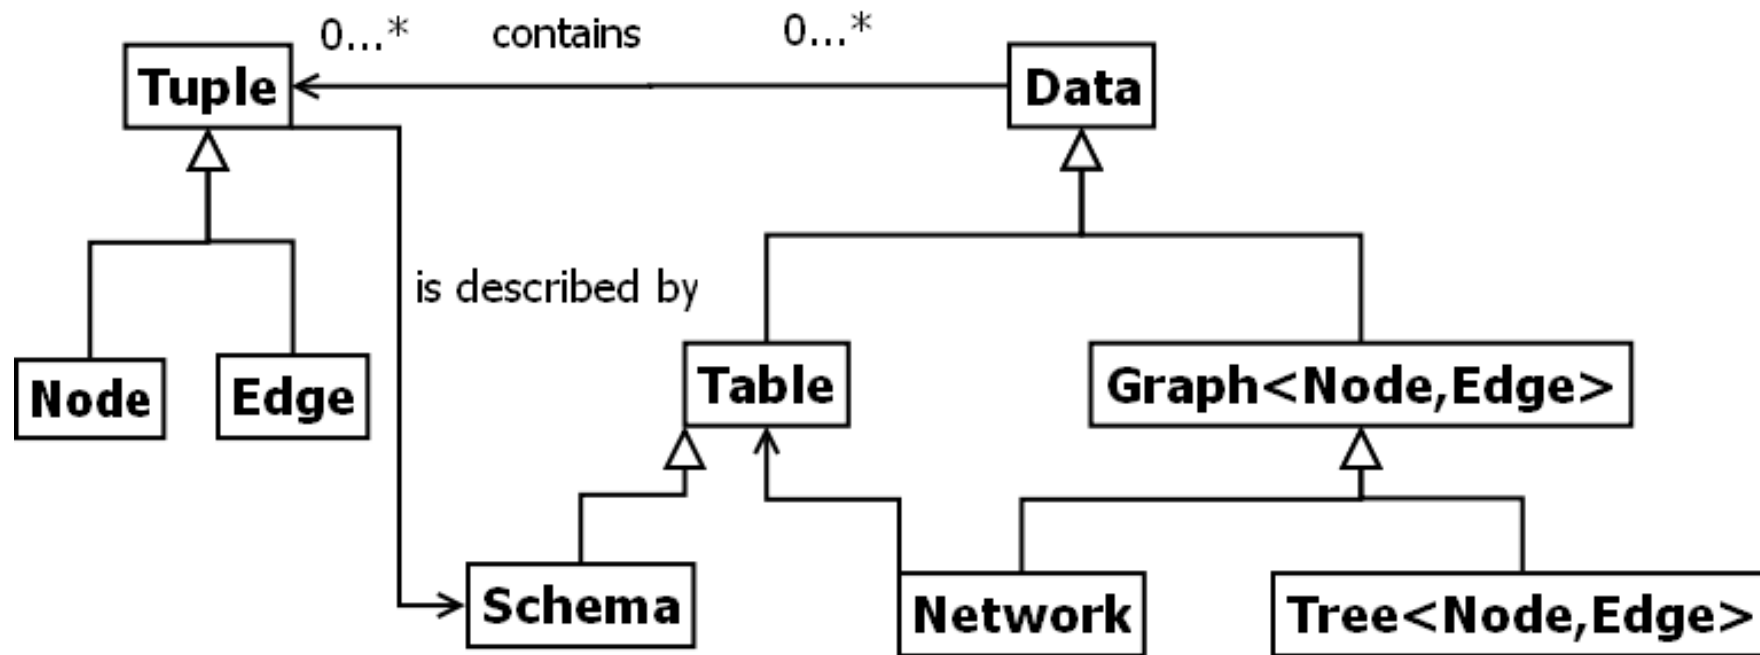 0...* contains 0...*
Tuple Data
is described by
Node Edge Table Graph<Node,Edge>
Schema Network Tree<Node,Edge>